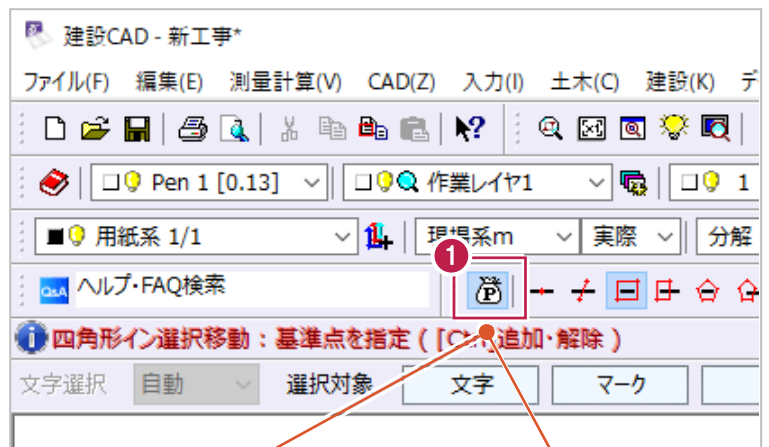 建設CAD - 新工事*
ファイル(F) 編集(E) 測量計算(V) CAD(Z) 入力(I) 土木(C) 建設(K) デ
Pen 1 [0.13] 作業レイヤ1 1
用紙系 1/1 現場系m 実際 分解
1
Q&A ヘルプ・FAQ検索 P
四角形イン選択移動：基準点を指定 ( [Ctrl]追加・解除 )
文字選択 自動 選択対象 文字 マーク